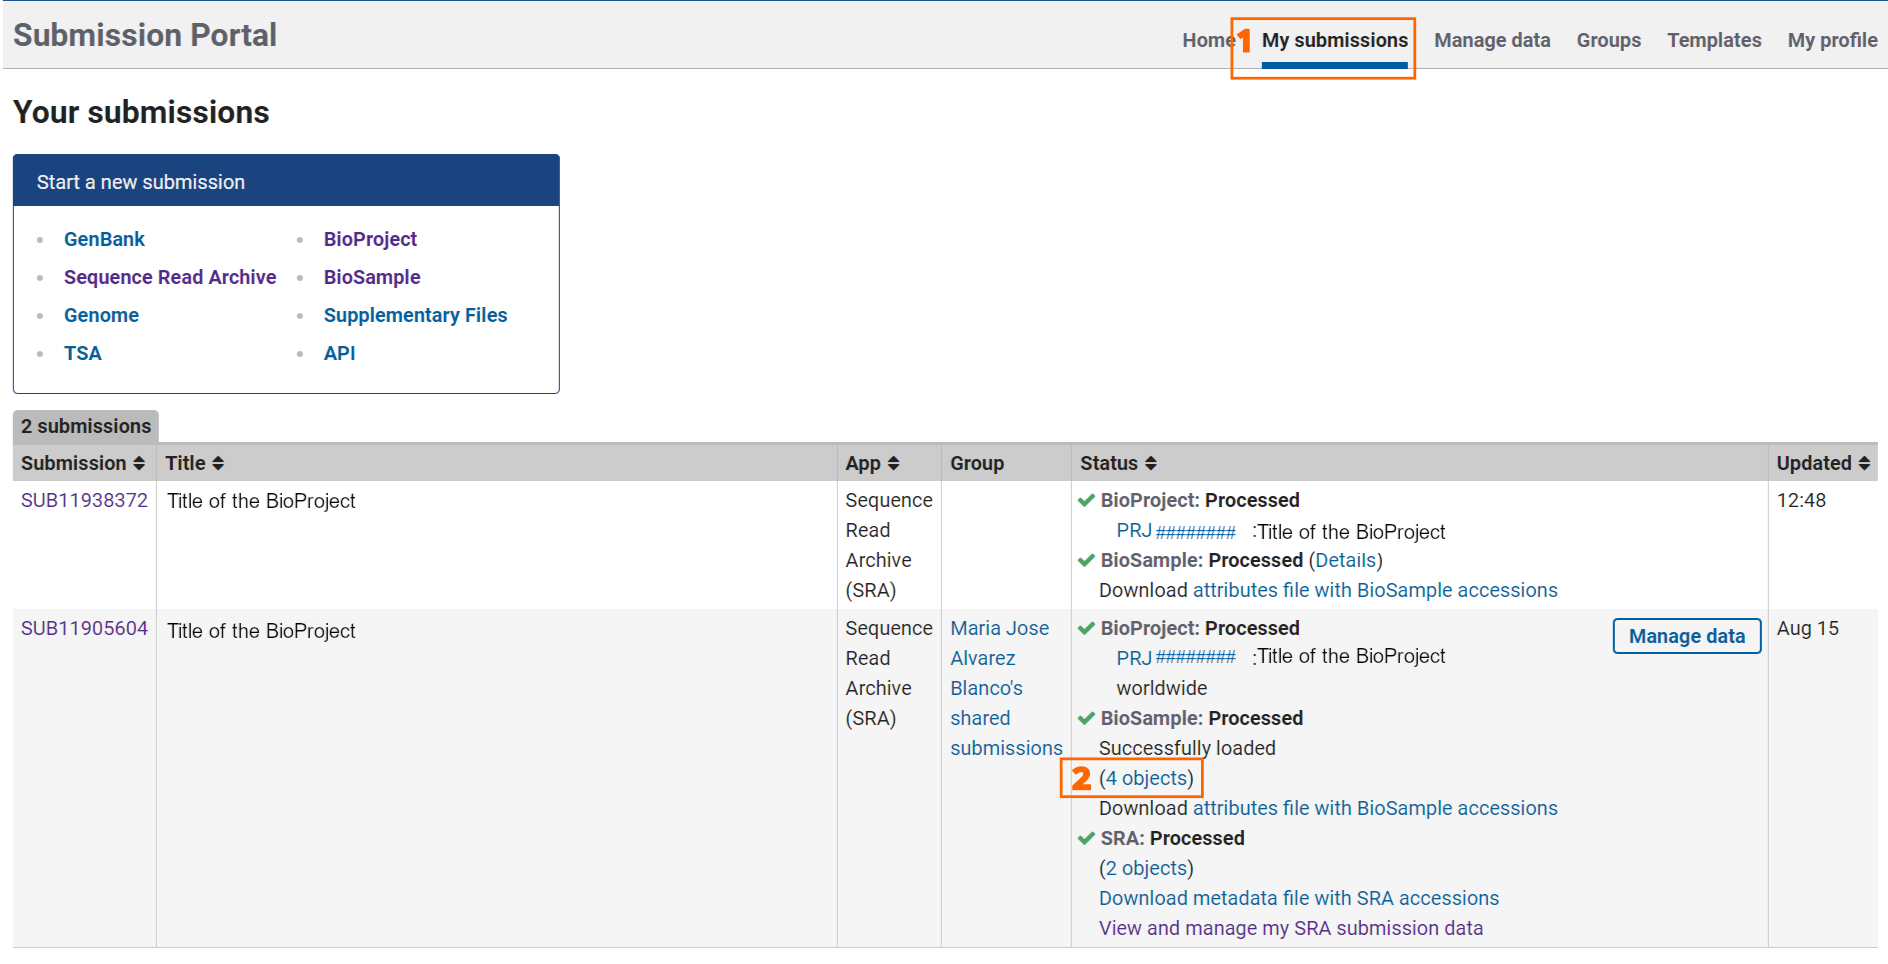 Submission Portal
Home 1 My submissions Manage data Groups Templates My profile
Your submissions
Start a new submission
GenBank
BioProject
Sequence Read Archive
BioSample
Genome
Supplementary Files
TSA
API
2 submissions
Submission Title App Group Status Updated
SUB11938372
Title of the BioProject
Sequence
Read
Archive
(SRA)
BioProject: Processed
PRJ ######## :Title of the BioProject
BioSample: Processed (Details)
Download attributes file with BioSample accessions
12:48
SUB11905604
Title of the BioProject
Sequence
Read
Archive
(SRA)
Maria Jose
Alvarez
Blanco's
shared
submissions
BioProject: Processed
PRJ ######## :Title of the BioProject
worldwide
BioSample: Processed
Successfully loaded
2 (4 objects)
Download attributes file with BioSample accessions
SRA: Processed
(2 objects)
Download metadata file with SRA accessions
View and manage my SRA submission data
Manage data
Aug 15